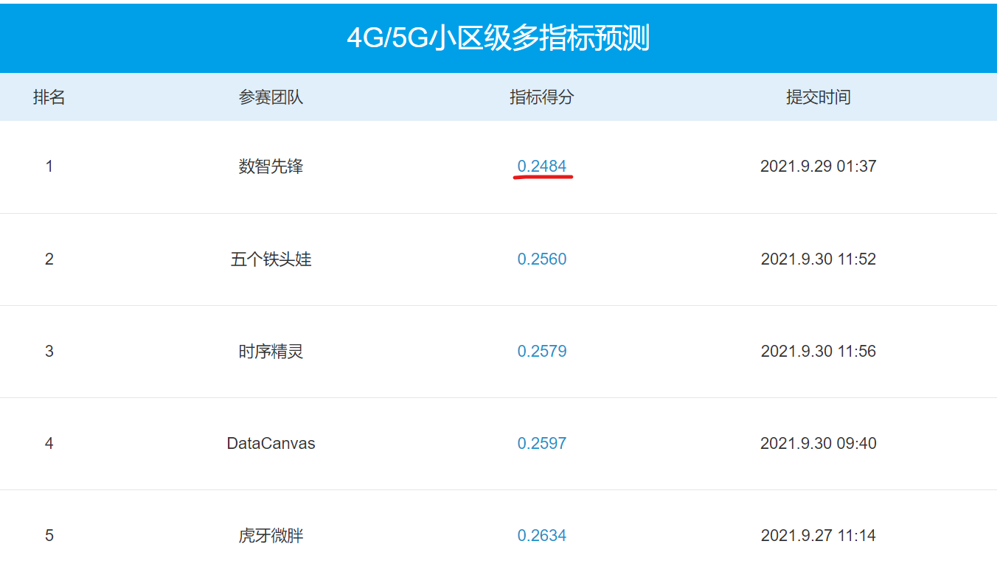 4G/5G小区级多指标预测
排名 参赛团队 指标得分 提交时间
1 数智先锋 0.2484 2021.9.29 01:37
2 五个铁头娃 0.2560 2021.9.30 11:52
3 时序精灵 0.2579 2021.9.30 11:56
4 DataCanvas 0.2597 2021.9.30 09:40
5 虎牙微胖 0.2634 2021.9.27 11:14